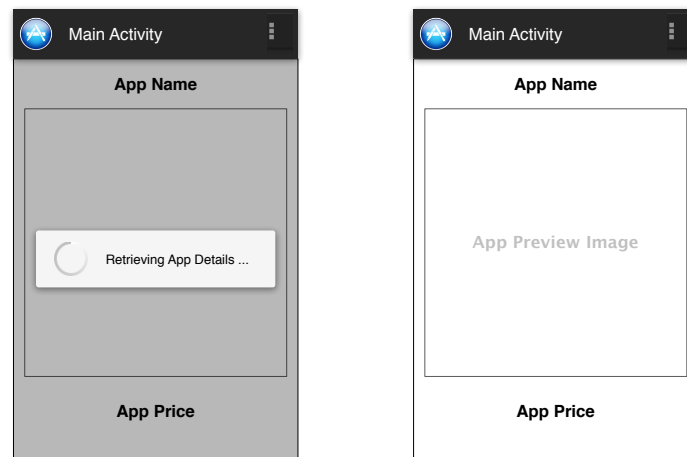 Main Activity
App Name
Retrieving App Details ...
App Price
Main Activity
App Name
App Preview Image
App Price